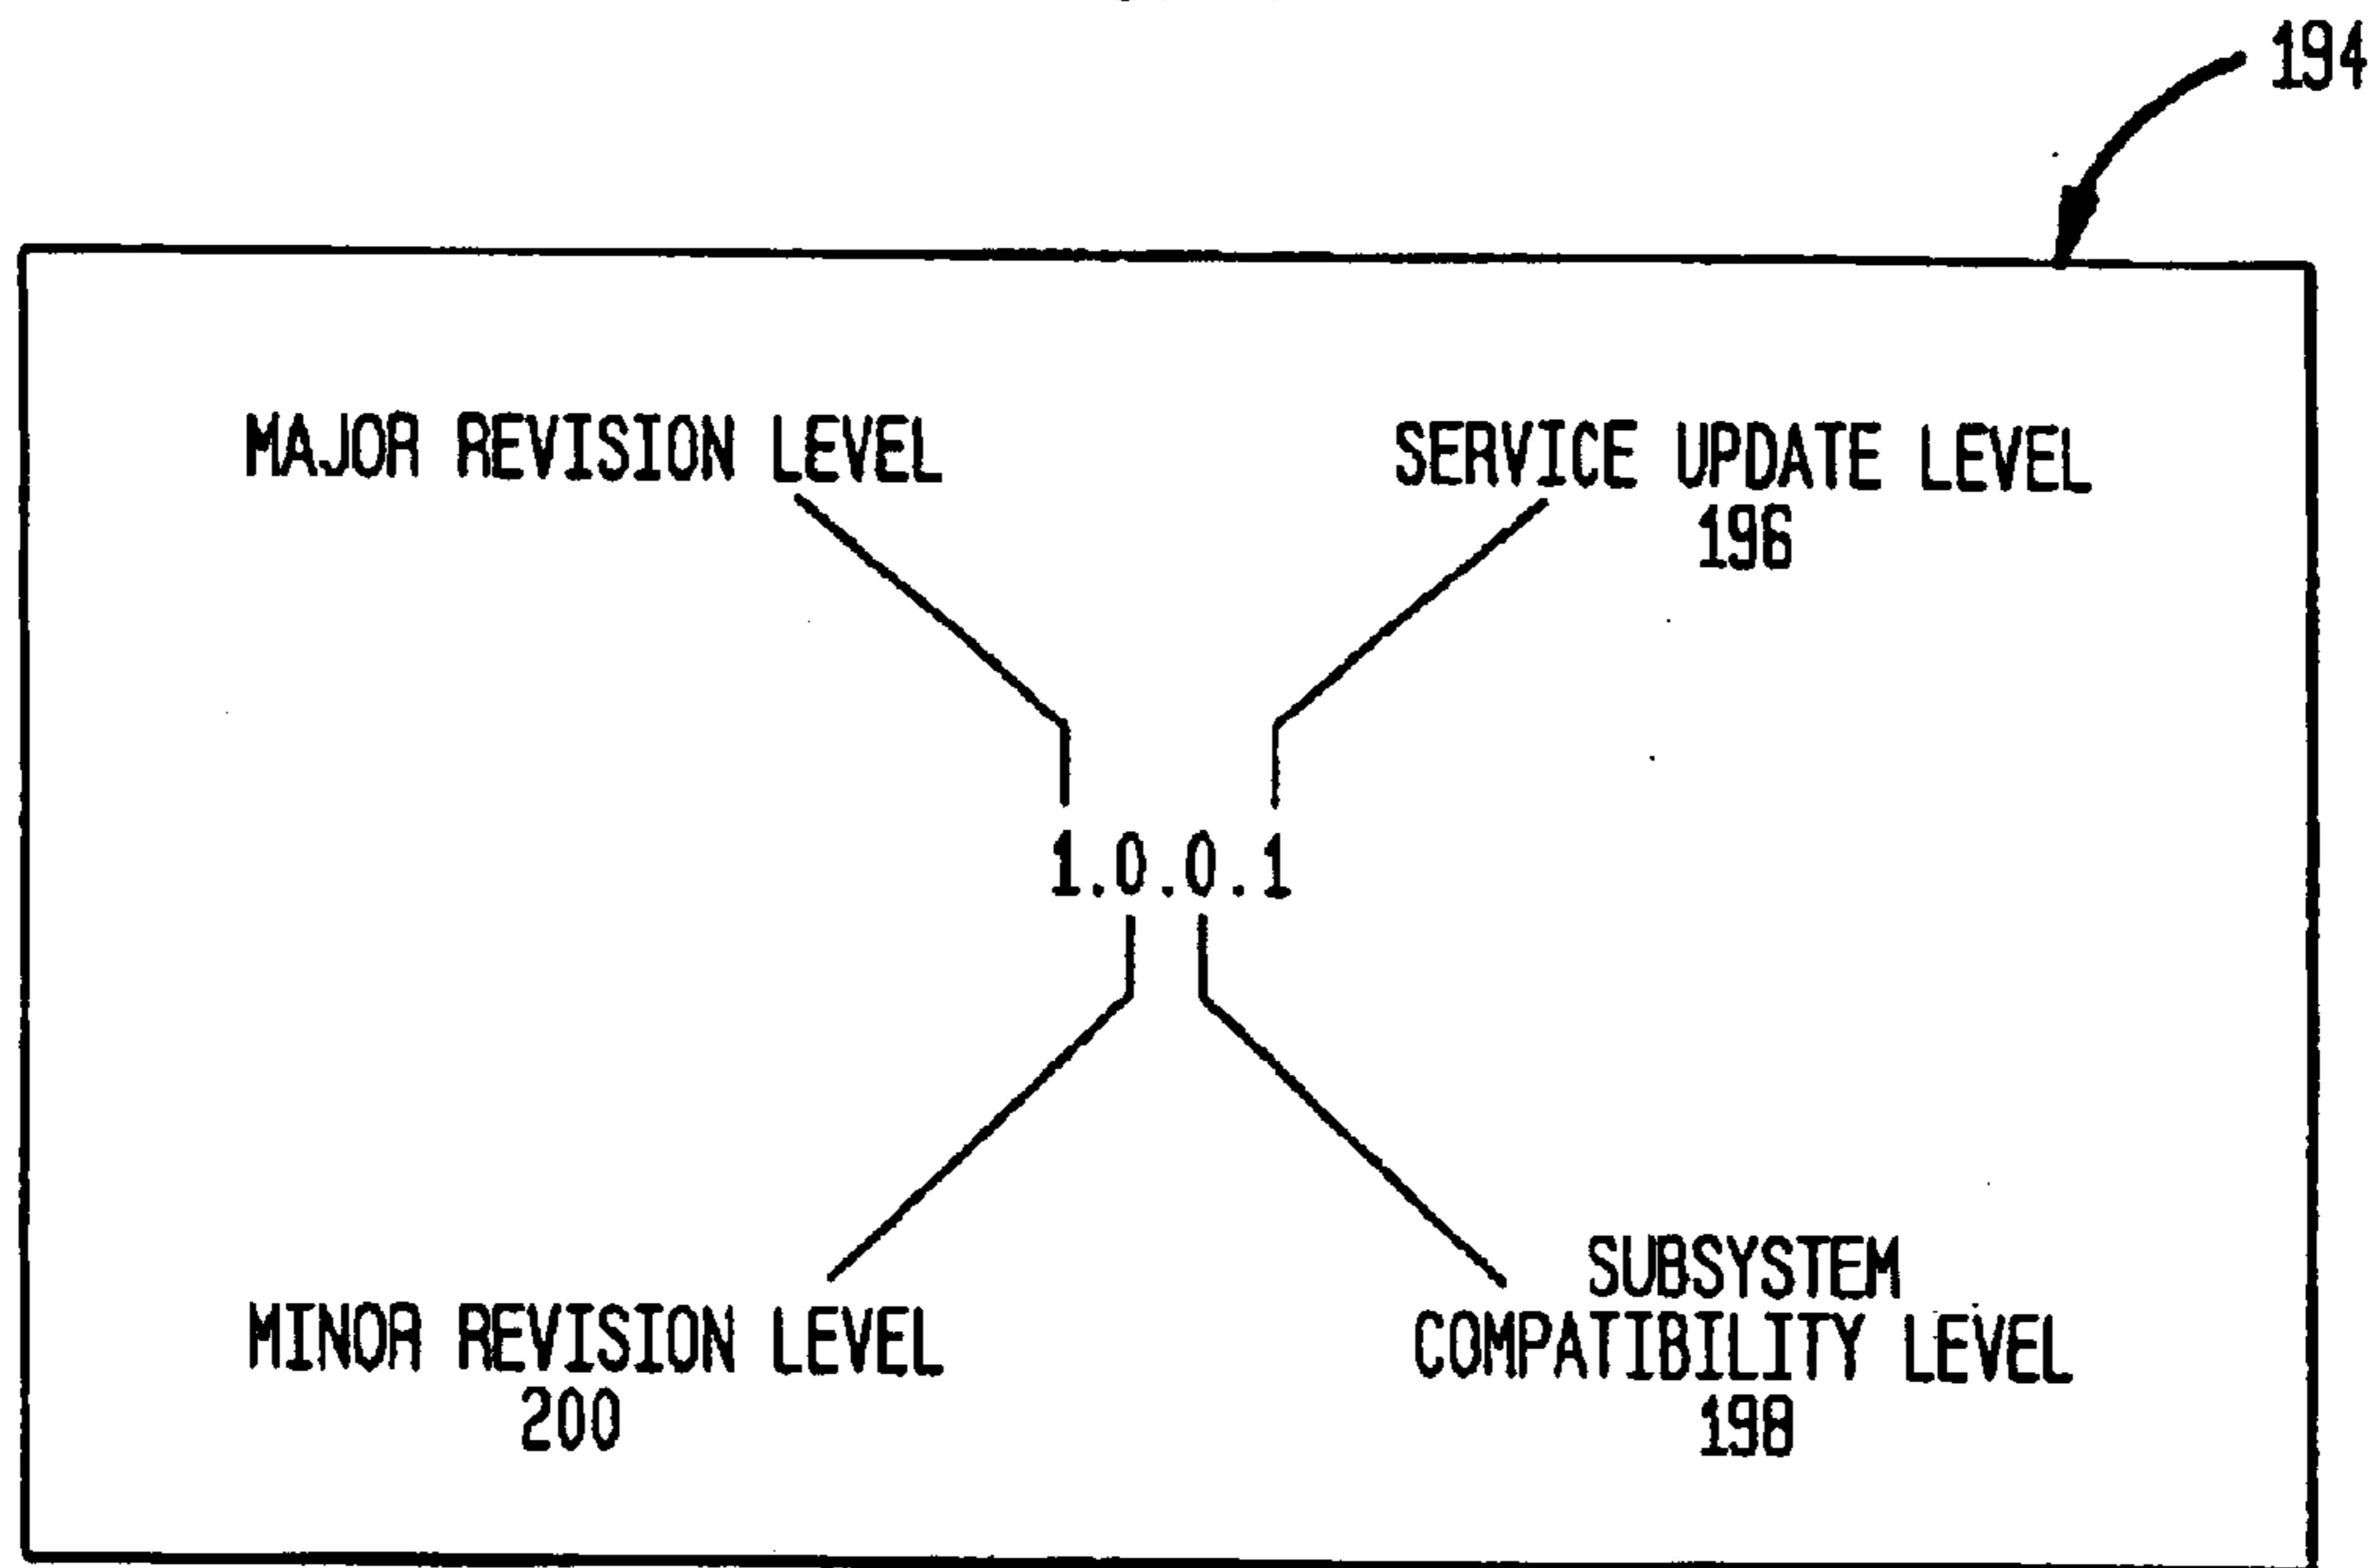 194
MAJOR REVISION LEVEL
SERVICE UPDATE LEVEL
196
1.0.0.1
MINOR REVISION LEVEL
200
SUBSYSTEM
COMPATIBILITY LEVEL
198